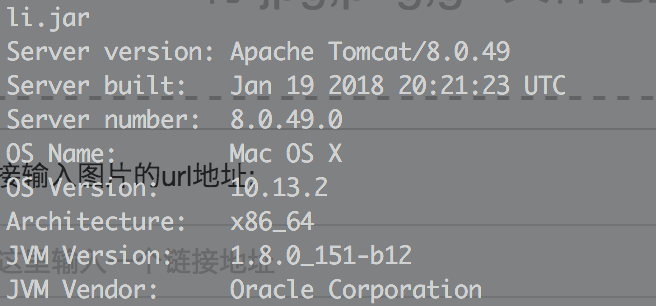 li.jar
Server version: Apache Tomcat/8.0.49
Server built:   Jan 19 2018 20:21:23 UTC
Server number:  8.0.49.0
OS Name:        Mac OS X
接输入图片的url地址:
OS Version:     10.13.2
Architecture:   x86_64
JVM Version:    1.8.0_151-b12
这里输入一个链接地址
JVM Vendor:     Oracle Corporation